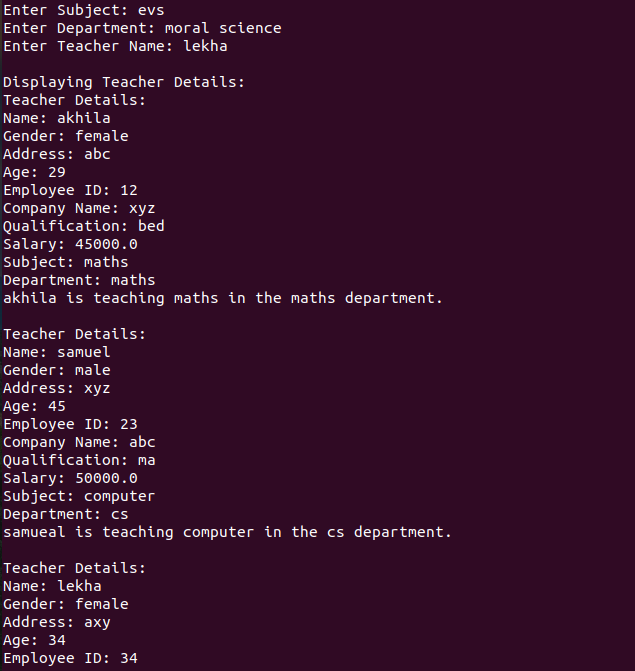 Enter Subject: evs
Enter Department: moral science
Enter Teacher Name: lekha
Displaying Teacher Details:
Teacher Details:
Name: akhila
Gender: female
Address: abc
Age: 29
Employee ID: 12
Company Name: xyz
Qualification: bed
Salary: 45000.0
Subject: maths
Department: maths
akhila is teaching maths in the maths department.
Teacher Details:
Name: samuel
Gender: male
Address: xyz
Age: 45
Employee ID: 23
Company Name: abc
Qualification: ma
Salary: 50000.0
Subject: computer
Department: cs
samueal is teaching computer in the cs department.
Teacher Details:
Name: lekha
Gender: female
Address: axy
Age: 34
Employee ID: 34